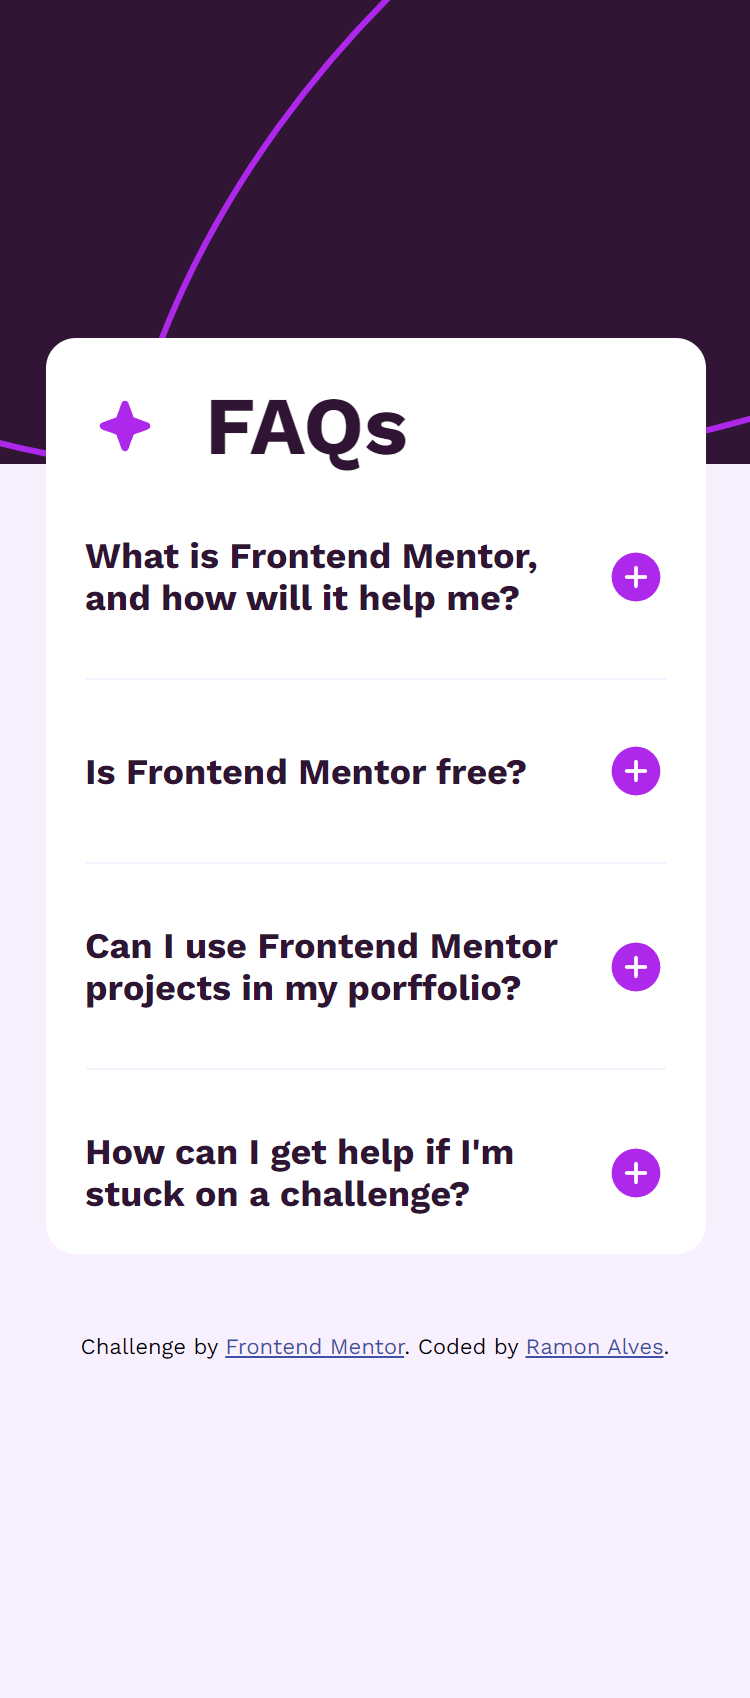 FAQs
What is Frontend Mentor,
and how will it help me?
Is Frontend Mentor free?
Can I use Frontend Mentor
projects in my porffolio?
How can I get help if I'm
stuck on a challenge?
Challenge by Frontend Mentor. Coded by Ramon Alves.